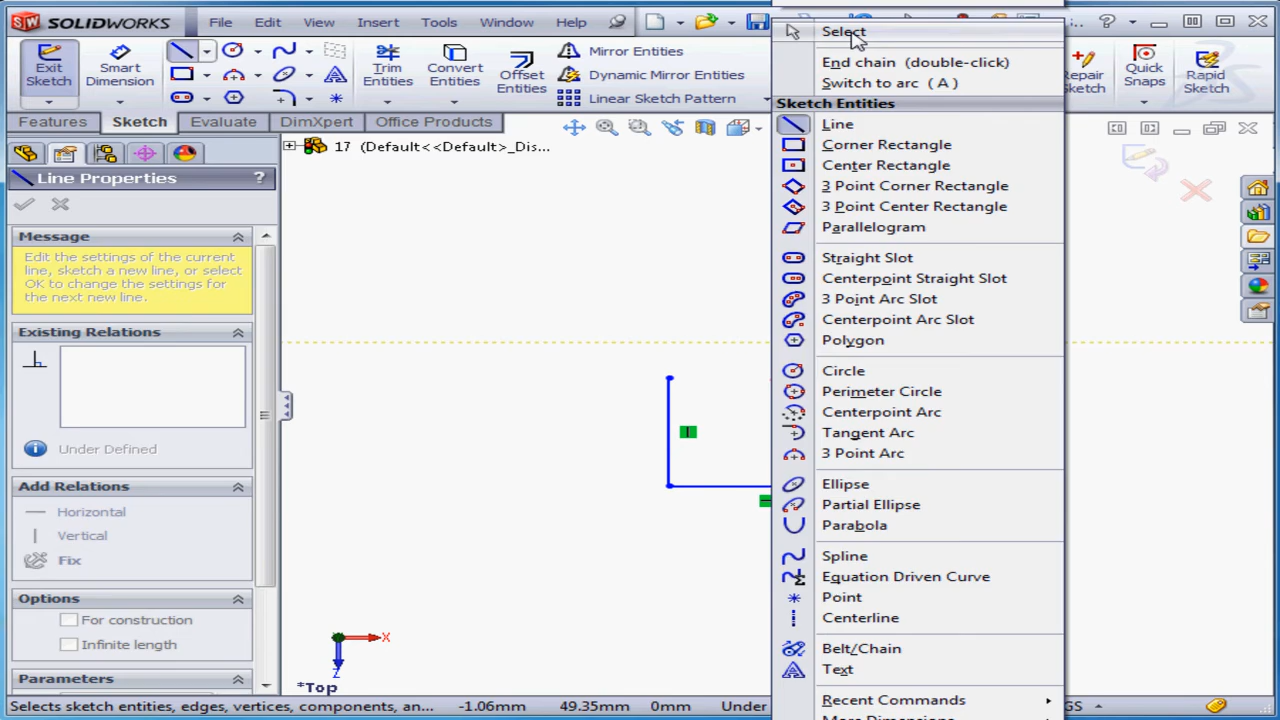 SOLIDWORKS File Edit View Insert Tools Window Help
Exit Sketch
Smart Dimension
Trim Entities
Convert Entities
Offset Entities
Mirror Entities
Dynamic Mirror Entities
Linear Sketch Pattern
Repair Sketch
Quick Snaps
Rapid Sketch
Features Sketch Evaluate DimXpert Office Products
17 (Default<<Default>_Dis...
Line Properties ?
Message
Edit the settings of the current
line, sketch a new line, or select
OK to change the settings for
the next new line.
Existing Relations
Under Defined
Add Relations
Horizontal
Vertical
Fix
Options
For construction
Infinite length
Parameters
X
Z
*Top
Select
End chain (double-click)
Switch to arc ( A )
Sketch Entities
Line
Corner Rectangle
Center Rectangle
3 Point Corner Rectangle
3 Point Center Rectangle
Parallelogram
Straight Slot
Centerpoint Straight Slot
3 Point Arc Slot
Centerpoint Arc Slot
Polygon
Circle
Perimeter Circle
Centerpoint Arc
Tangent Arc
3 Point Arc
Ellipse
Partial Ellipse
Parabola
Spline
Equation Driven Curve
Point
Centerline
Belt/Chain
Text
Recent Commands
More Dimensions
Selects sketch entities, edges, vertices, components, an... -1.06mm 49.35mm 0mm Under GS